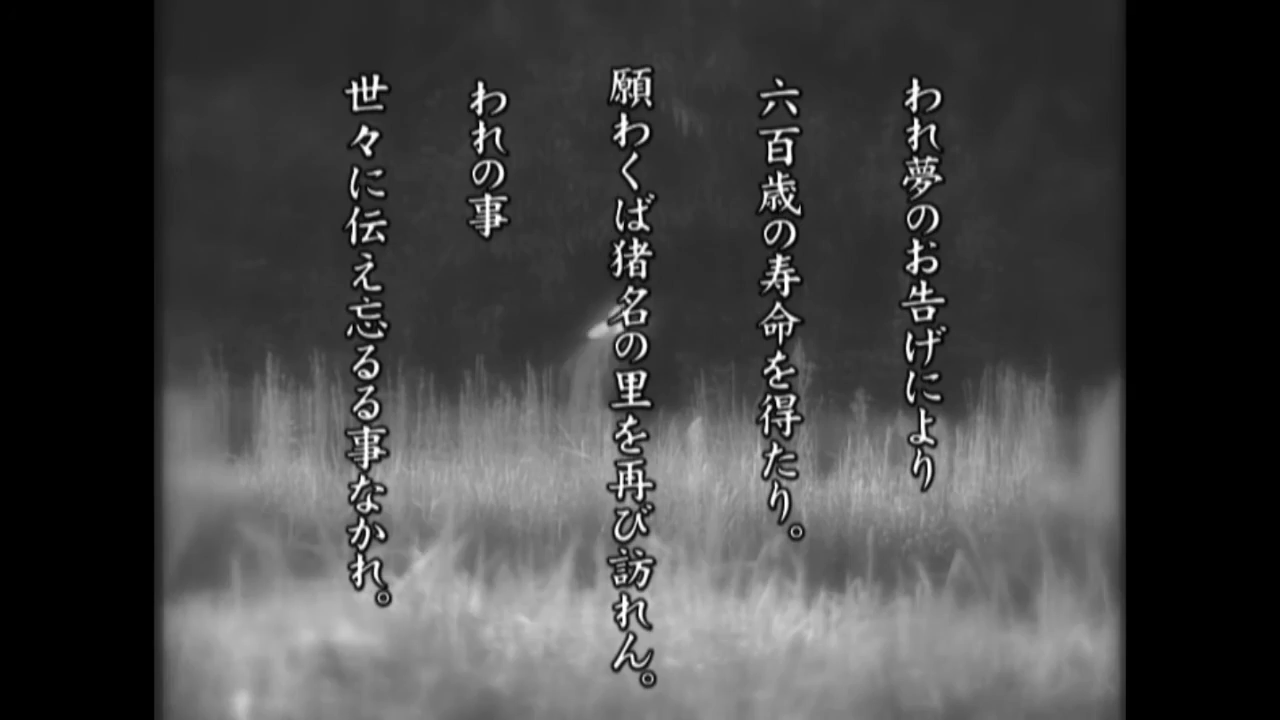 われ夢のお告げにより
六百歳の寿命を得たり。
願わくば猪名の里を再び訪れん。
われの事
世々に伝え忘るる事なかれ。